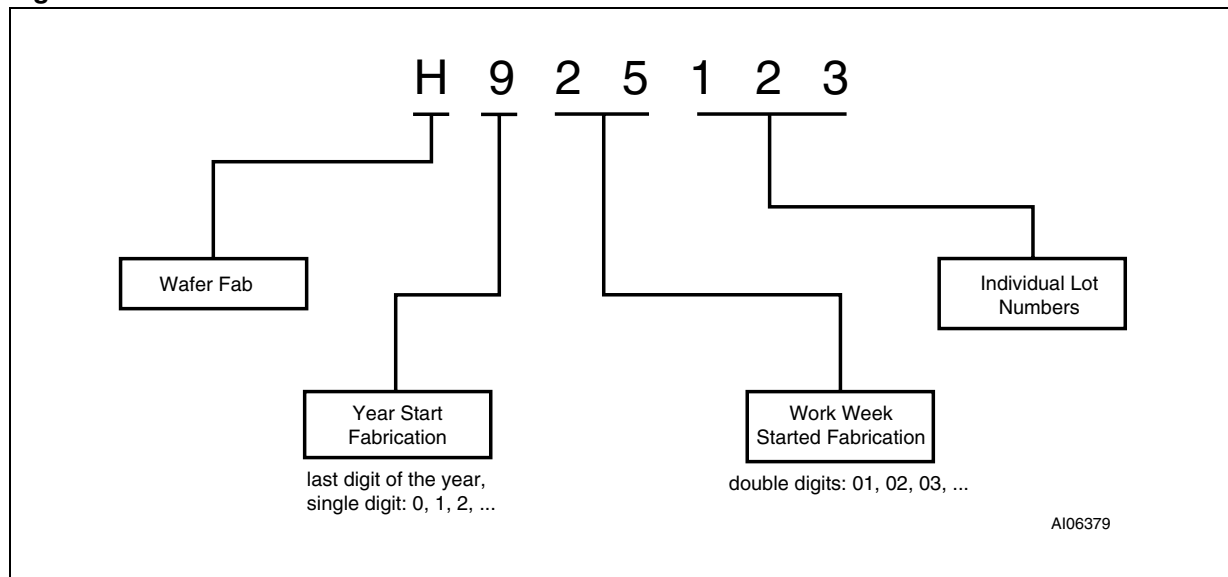 H 9 2 5 1 2 3
Wafer Fab
Individual Lot
Numbers
Year Start
Fabrication
Work Week
Started Fabrication
last digit of the year,
single digit: 0, 1, 2, ...
double digits: 01, 02, 03, ...
AI06379